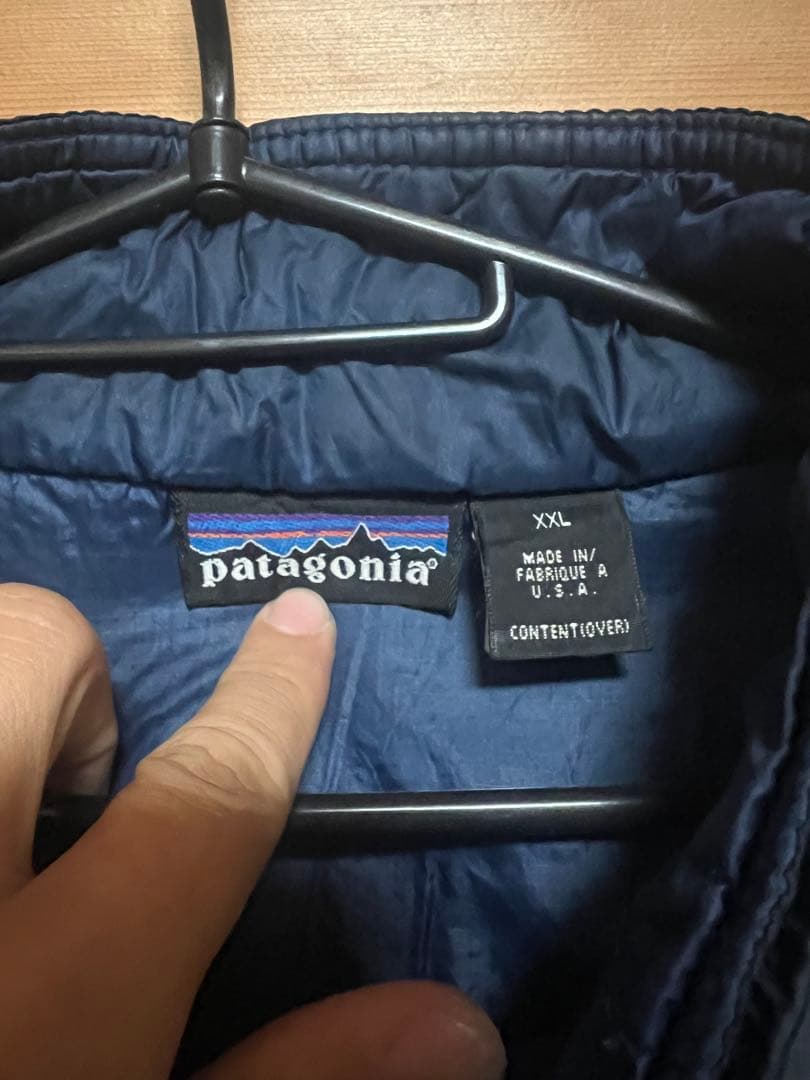 patagonia®
XXL
MADE IN/
FABRIQUE A
U.S.A.
CONTENT(OVER)